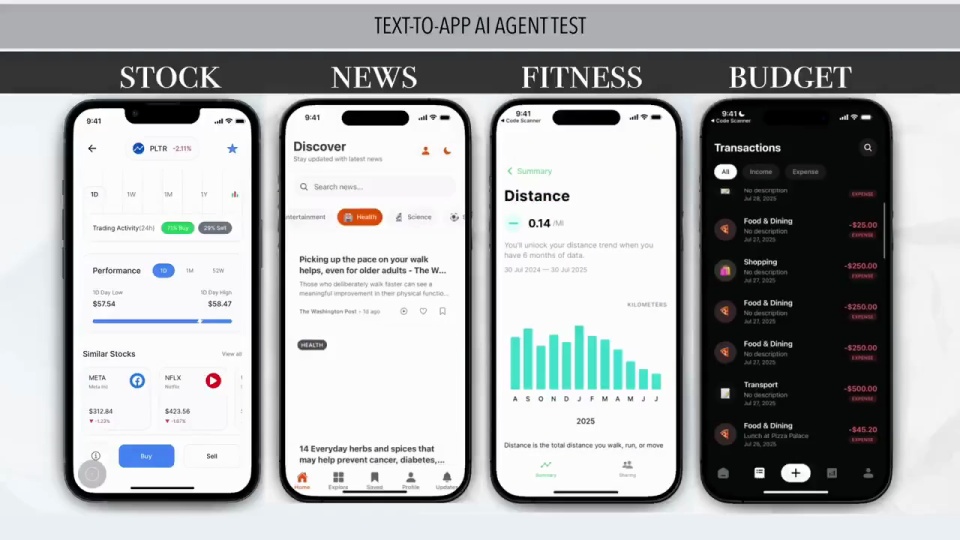 TEXT-TO-APP AI AGENT TEST
STOCK
NEWS
FITNESS
BUDGET
9:41
PLTR -2.11%
1D 1W 1M 1Y
Trading Activity(24h) 71% Buy 29% Sell
Performance 1D 1M 52W
1D Day Low 1D Day High
$57.54 $58.47
Similar Stocks View all
META
Meta Inc
$312.84
▼ -1.23%
NFLX
Netflix
$423.56
▼ -1.67%
Buy Sell
9:41
Discover
Stay updated with latest news
Search news...
ntertainment Health Science
Picking up the pace on your walk
helps, even for older adults - The W...
Those who deliberately walk faster can see a
meaningful improvement in their physical functio...
The Washington Post • 1d ago
HEALTH
14 Everyday herbs and spices that
may help prevent cancer, diabetes,...
Home Explore Saved Profile Updates
9:41
Code Scanner
Summary
Distance
0.14 /MI
You'll unlock your distance trend when you
have 6 months of data.
30 Jul 2024 — 30 Jul 2025
KILOMETERS
A S O N D J F M A M J J
2025
Distance is the total distance you walk, run, or move
Summary Sharing
9:41
Code Scanner
Transactions
All Income Expense
No description
Jul 28, 2025
EXPENSE
Food & Dining
No description
Jul 27, 2025
-$25.00
EXPENSE
Shopping
No description
Jul 27, 2025
-$250.00
EXPENSE
Food & Dining
No description
Jul 27, 2025
-$250.00
EXPENSE
Food & Dining
No description
Jul 27, 2025
-$250.00
EXPENSE
Transport
No description
Jul 27, 2025
-$500.00
EXPENSE
Food & Dining
Lunch at Pizza Palace
Jul 26, 2025
-$45.20
EXPENSE